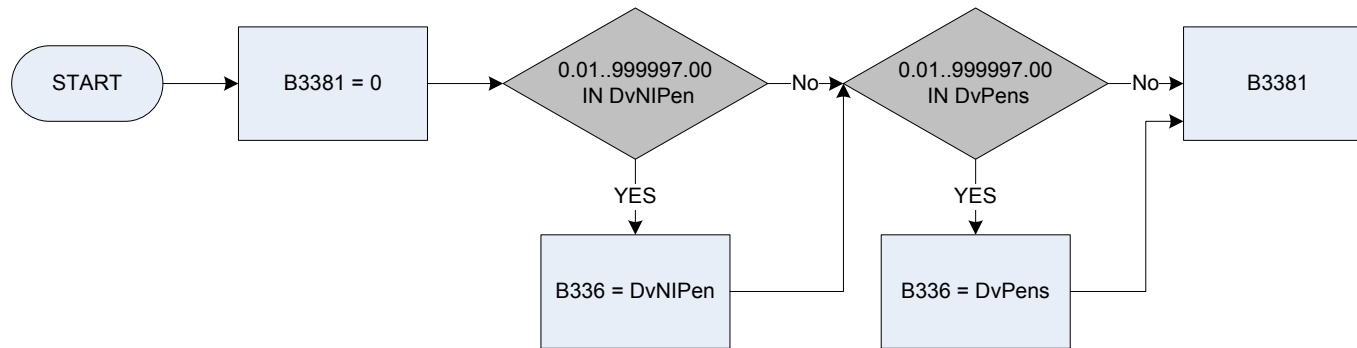 START
B3381 = 0
0.01..999997.00
IN DvNIPen
No
0.01..999997.00
IN DvPens
No
B3381
YES
YES
B336 = DvNIPen
B336 = DvPens